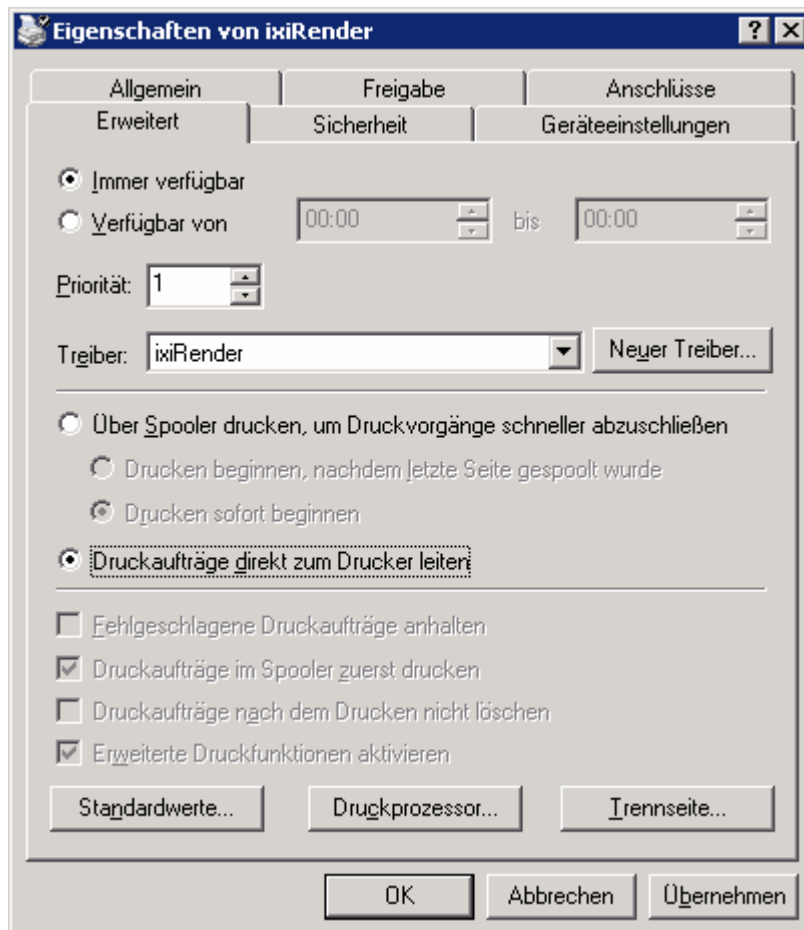 Eigenschaften von ixiRender
Allgemein Freigabe Anschlüsse
Erweitert Sicherheit Geräteeinstellungen
Immer verfügbar
Verfügbar von 00:00 bis 00:00
Priorität: 1
Treiber: ixiRender Neuer Treiber...
Über Spooler drucken, um Druckvorgänge schneller abzuschließen
Drucken beginnen, nachdem letzte Seite gespoolt wurde
Drucken sofort beginnen
Druckaufträge direkt zum Drucker leiten
Fehlgeschlagene Druckaufträge anhalten
Druckaufträge im Spooler zuerst drucken
Druckaufträge nach dem Drucken nicht löschen
Erweiterte Druckfunktionen aktivieren
Standardwerte... Druckprozessor... Trennseite...
OK Abbrechen Übernehmen